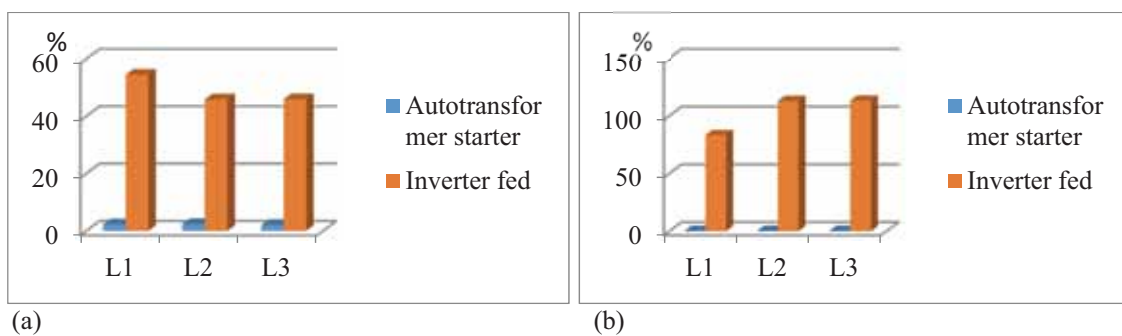 %
60
40
20
0
L1 L2 L3
Autotransfor
mer starter
Inverter fed
(a)
%
150
100
50
0
L1 L2 L3
Autotransfor
mer starter
Inverter fed
(b)